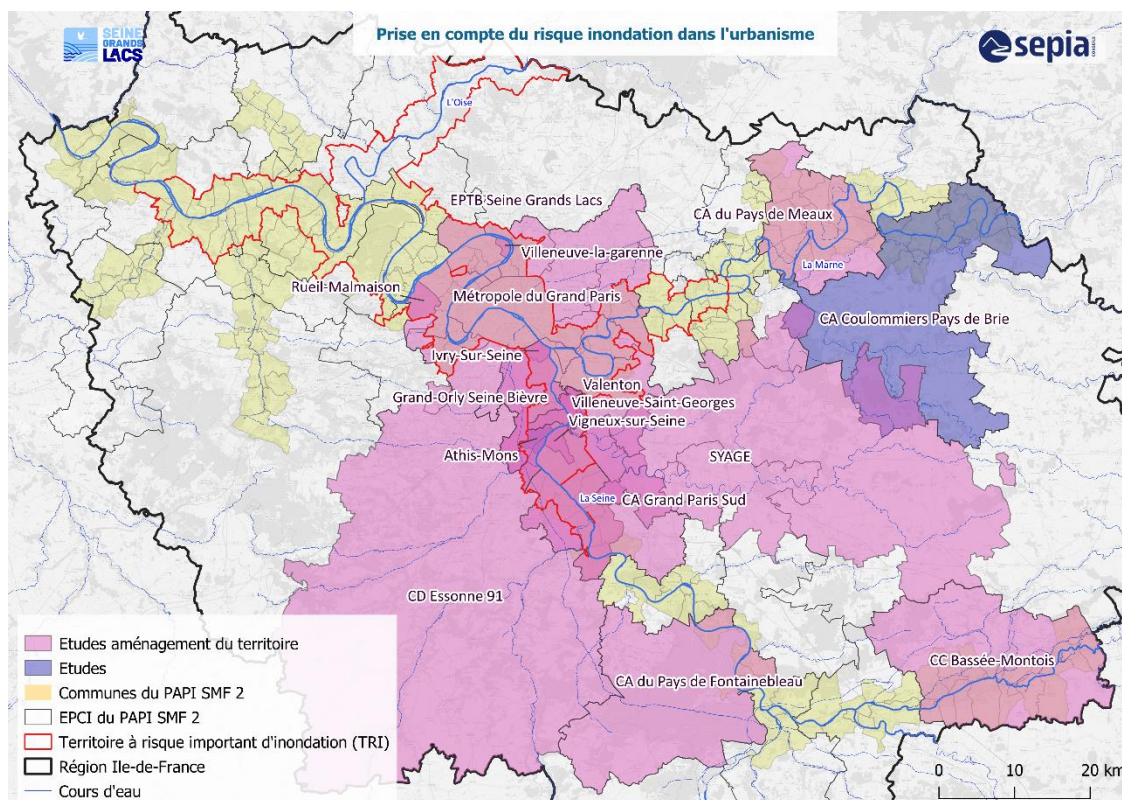 SEINE
GRANDS
LACS
Prise en compte du risque inondation dans l'urbanisme
sepia
CONSEILS
L'Oise
EPTB Seine Grands Lacs
CA du Pays de Meaux
Villeneuve-la-garenne
La Marne
Rueil-Malmaison
Métropole du Grand Paris
CA Coulommiers Pays de Brie
Ivry-Sur-Seine
Valenton
Grand-Orly Seine Bièvre
Villeneuve-Saint-Georges
Vigneux-sur-Seine
Athis-Mons
SYAGE
La Seine
CA Grand Paris Sud
CD Essonne 91
CC Bassée-Montois
CA du Pays de Fontainebleau
Etudes aménagement du territoire
Etudes
Communes du PAPI SMF 2
EPCI du PAPI SMF 2
Territoire à risque important d'inondation (TRI)
Région Ile-de-France
Cours d'eau
0 10 20 km